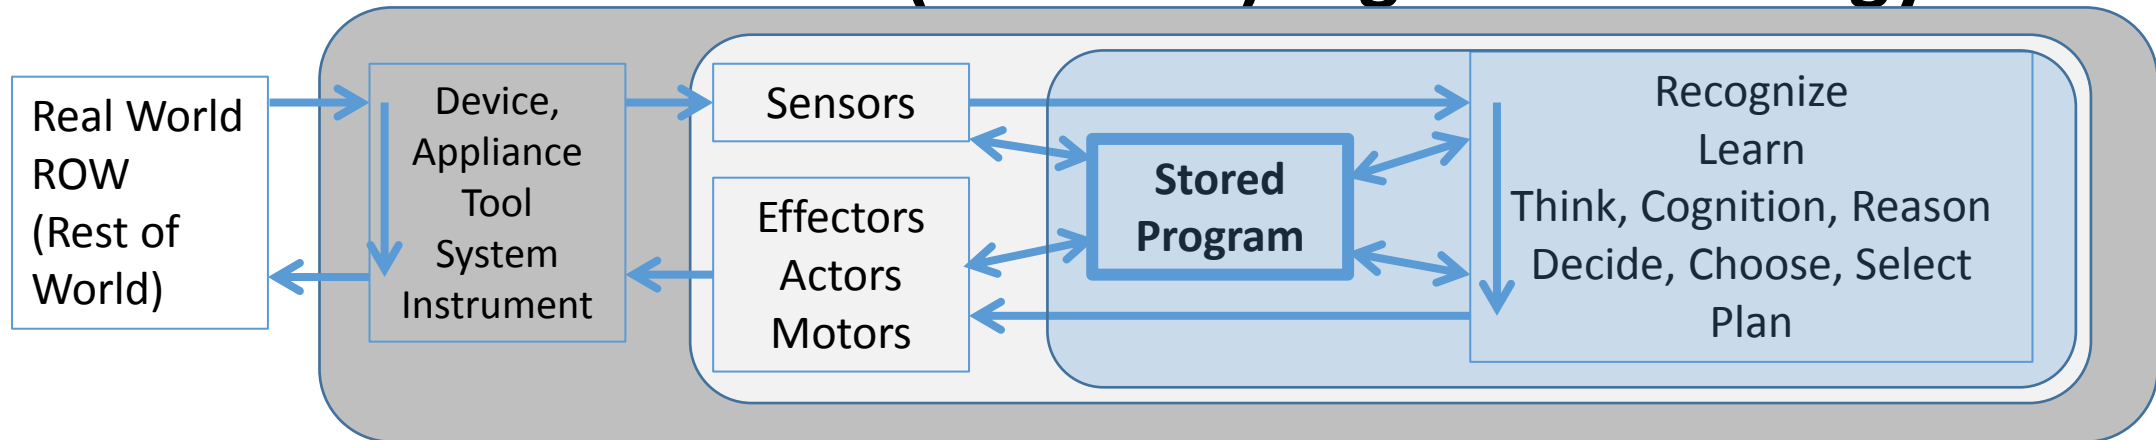 Real World
ROW
(Rest of
World)
Device,
Appliance
Tool
System
Instrument
Sensors
Effectors
Actors
Motors
Stored
Program
Recognize
Learn
Think, Cognition, Reason
Decide, Choose, Select
Plan